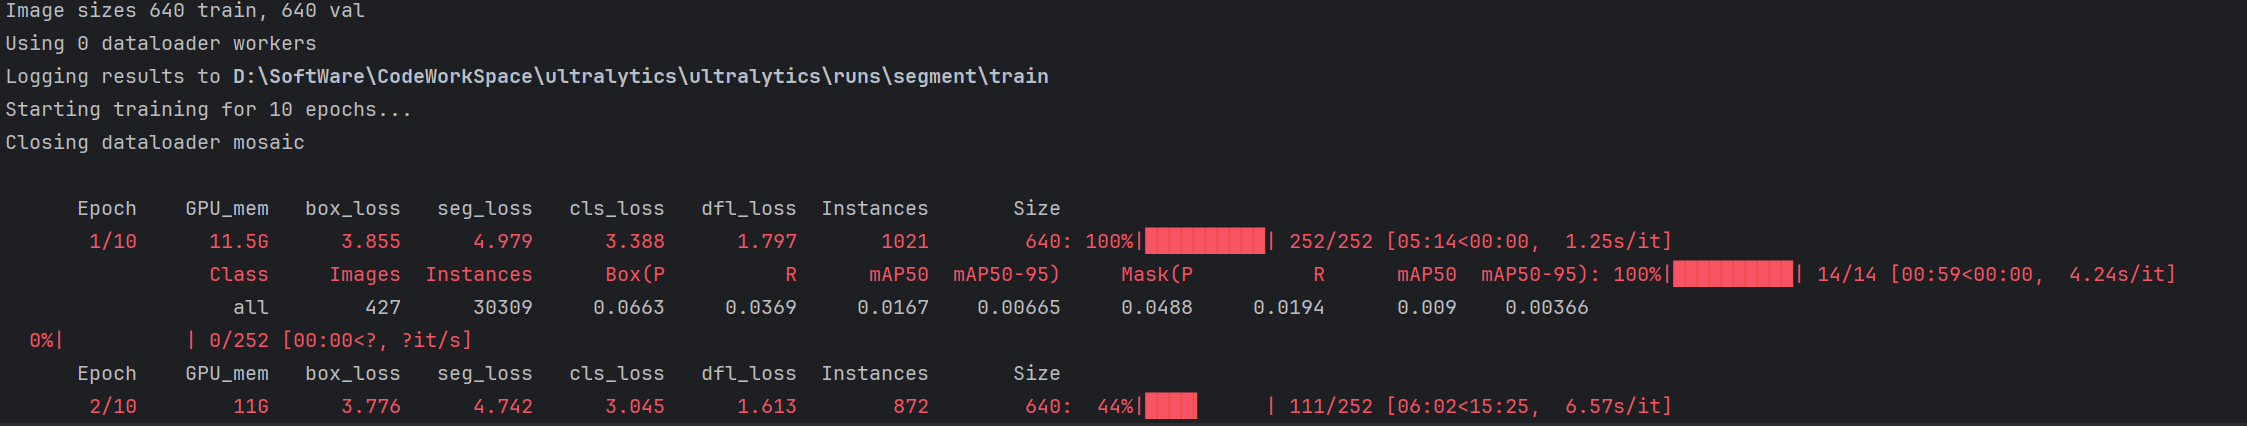 Image sizes 640 train, 640 val
Using 0 dataloader workers
Logging results to D:\SoftWare\CodeWorkSpace\ultralytics\ultralytics\runs\segment\train
Starting training for 10 epochs...
Closing dataloader mosaic
Epoch GPU_mem box_loss seg_loss cls_loss dfl_loss Instances Size
1/10 11.5G 3.855 4.979 3.388 1.797 1021 640: 100%|██████████| 252/252 [05:14<00:00, 1.25s/it]
Class Images Instances Box(P R mAP50 mAP50-95) Mask(P R mAP50 mAP50-95): 100%|██████████| 14/14 [00:59<00:00, 4.24s/it]
all 427 30309 0.0663 0.0369 0.0167 0.00665 0.0488 0.0194 0.009 0.00366
0%| | 0/252 [00:00<?, ?it/s]
Epoch GPU_mem box_loss seg_loss cls_loss dfl_loss Instances Size
2/10 11G 3.776 4.742 3.045 1.613 872 640: 44%|████▍ | 111/252 [06:02<15:25, 6.57s/it]